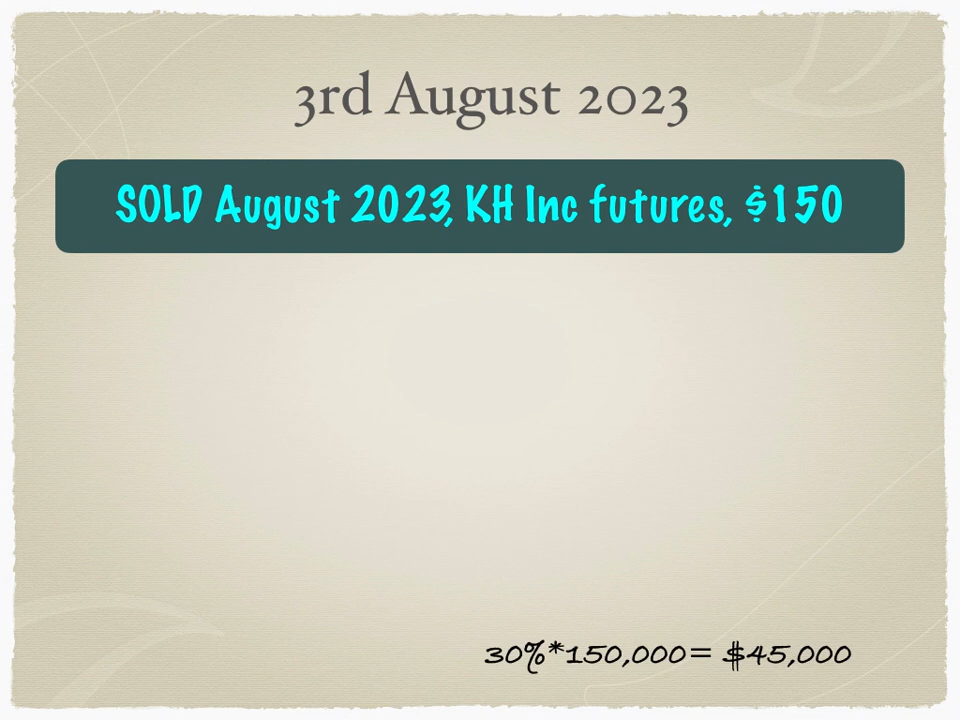 3rd August 2023
SOLD August 2023, KH Inc futures, $150
30%*150,000= $45,000